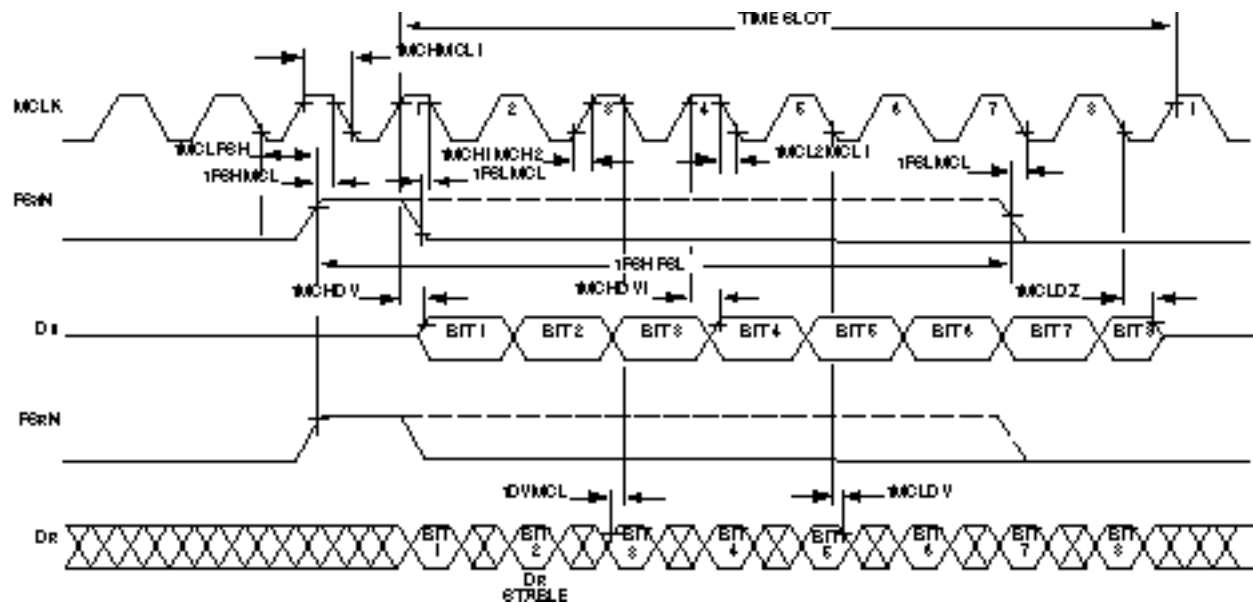 TIME SLOT
tMCHMCL1
MCLK
1 2 3 4 5 6 7 8 1
tMCLFSH
tMCH1MCH2
tMCL2MCL1
tFSHMCL
tFSLMCL
tFSLMCL
FSXN
tFSHFSL
tMCHDV
tMCHDV1
tMCLDZ
DX
BIT 1 BIT 2 BIT 3 BIT 4 BIT 5 BIT 6 BIT 7 BIT 8
FSRN
tDVMCL
tMCLDV
DR
BIT BIT BIT BIT BIT BIT BIT BIT
1 2 3 4 5 6 7 8
DR
STABLE